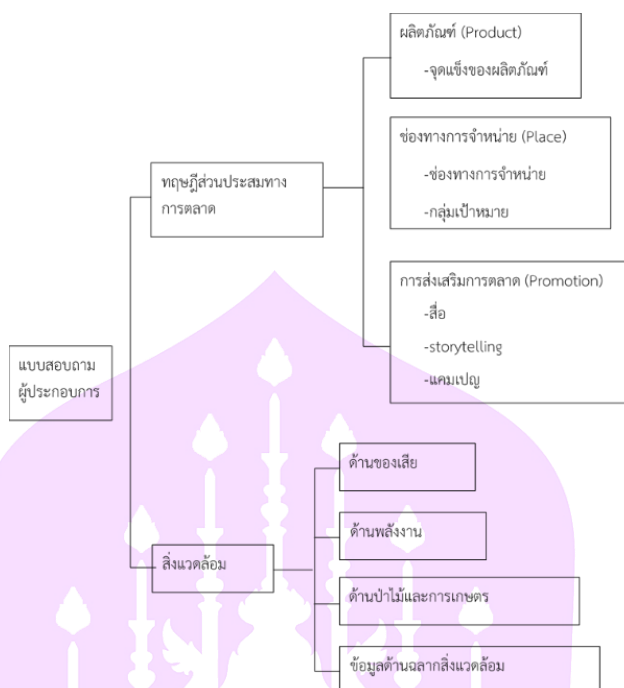 แบบสอบถาม
ผู้ประกอบการ
ทฤษฎีส่วนประสมทาง
การตลาด
ผลิตภัณฑ์ (Product)
-จุดแข็งของผลิตภัณฑ์
ช่องทางการจำหน่าย (Place)
-ช่องทางการจำหน่าย
-กลุ่มเป้าหมาย
การส่งเสริมการตลาด (Promotion)
-สื่อ
-storytelling
-แคมเปญ
สิ่งแวดล้อม
ด้านของเสีย
ด้านพลังงาน
ด้านป่าไม้และการเกษตร
ข้อมูลด้านฉลากสิ่งแวดล้อม